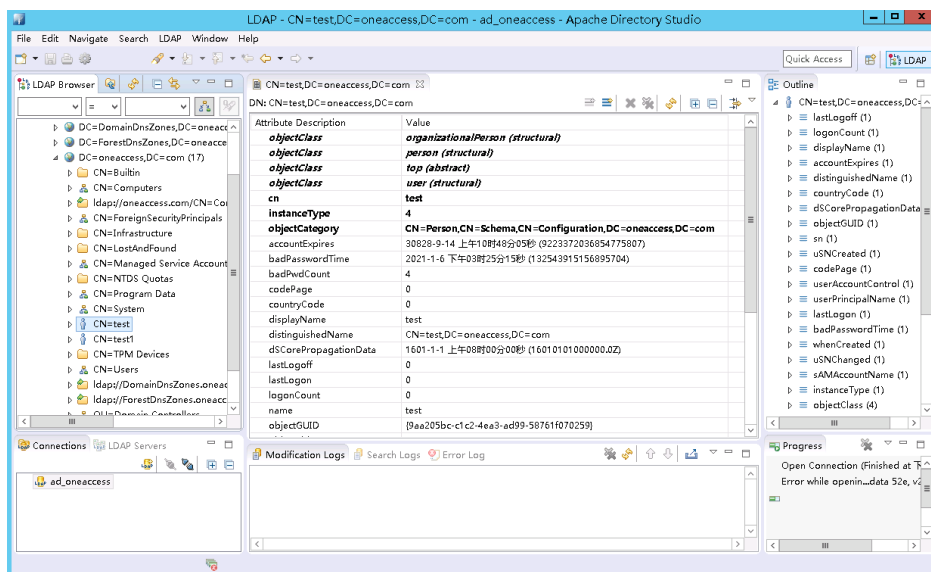 LDAP - CN=test,DC=oneaccess,DC=com - ad_oneaccess - Apache Directory Studio
File Edit Navigate Search LDAP Window Help
Quick Access
LDAP
LDAP Browser
=
DC=DomainDnsZones,DC=oneacc
DC=ForestDnsZones,DC=oneacce
DC=oneaccess,DC=com (17)
CN=Builtin
CN=Computers
ldap://oneaccess.com/CN=Co
CN=ForeignSecurityPrincipals
CN=Infrastructure
CN=LostAndFound
CN=Managed Service Account
CN=NTDS Quotas
CN=Program Data
CN=System
CN=test
CN=test1
CN=TPM Devices
CN=Users
ldap://DomainDnsZones.oneac
ldap://ForestDnsZones.oneacc
OU=Domain Controllers
Connections
LDAP Servers
ad_oneaccess
CN=test,DC=oneaccess,DC=com
DN: CN=test,DC=oneaccess,DC=com
Attribute Description Value
objectClass organizationalPerson (structural)
objectClass person (structural)
objectClass top (abstract)
objectClass user (structural)
cn test
instanceType 4
objectCategory CN=Person,CN=Schema,CN=Configuration,DC=oneaccess,DC=com
accountExpires 30828-9-14 上午10时48分05秒 (9223372036854775807)
badPasswordTime 2021-1-6 下午03时25分15秒 (132543915156895704)
badPwdCount 4
codePage 0
countryCode 0
displayName test
distinguishedName CN=test,DC=oneaccess,DC=com
dSCorePropagationData 1601-1-1 上午08时00分00秒 (16010101000000.0Z)
lastLogoff 0
lastLogon 0
logonCount 0
name test
objectGUID {9aa205bc-c1c2-4ea3-ad99-58761f070259}
Modification Logs
Search Logs
Error Log
Outline
CN=test,DC=oneaccess,DC=
lastLogoff (1)
logonCount (1)
displayName (1)
accountExpires (1)
distinguishedName (1)
countryCode (1)
dSCorePropagationData
objectGUID (1)
sn (1)
uSNCreated (1)
codePage (1)
userAccountControl (1)
userPrincipalName (1)
lastLogon (1)
badPasswordTime (1)
whenCreated (1)
uSNChanged (1)
sAMAccountName (1)
instanceType (1)
objectClass (4)
Progress
Open Connection (Finished at 下
Error while openin...data 52e, v2